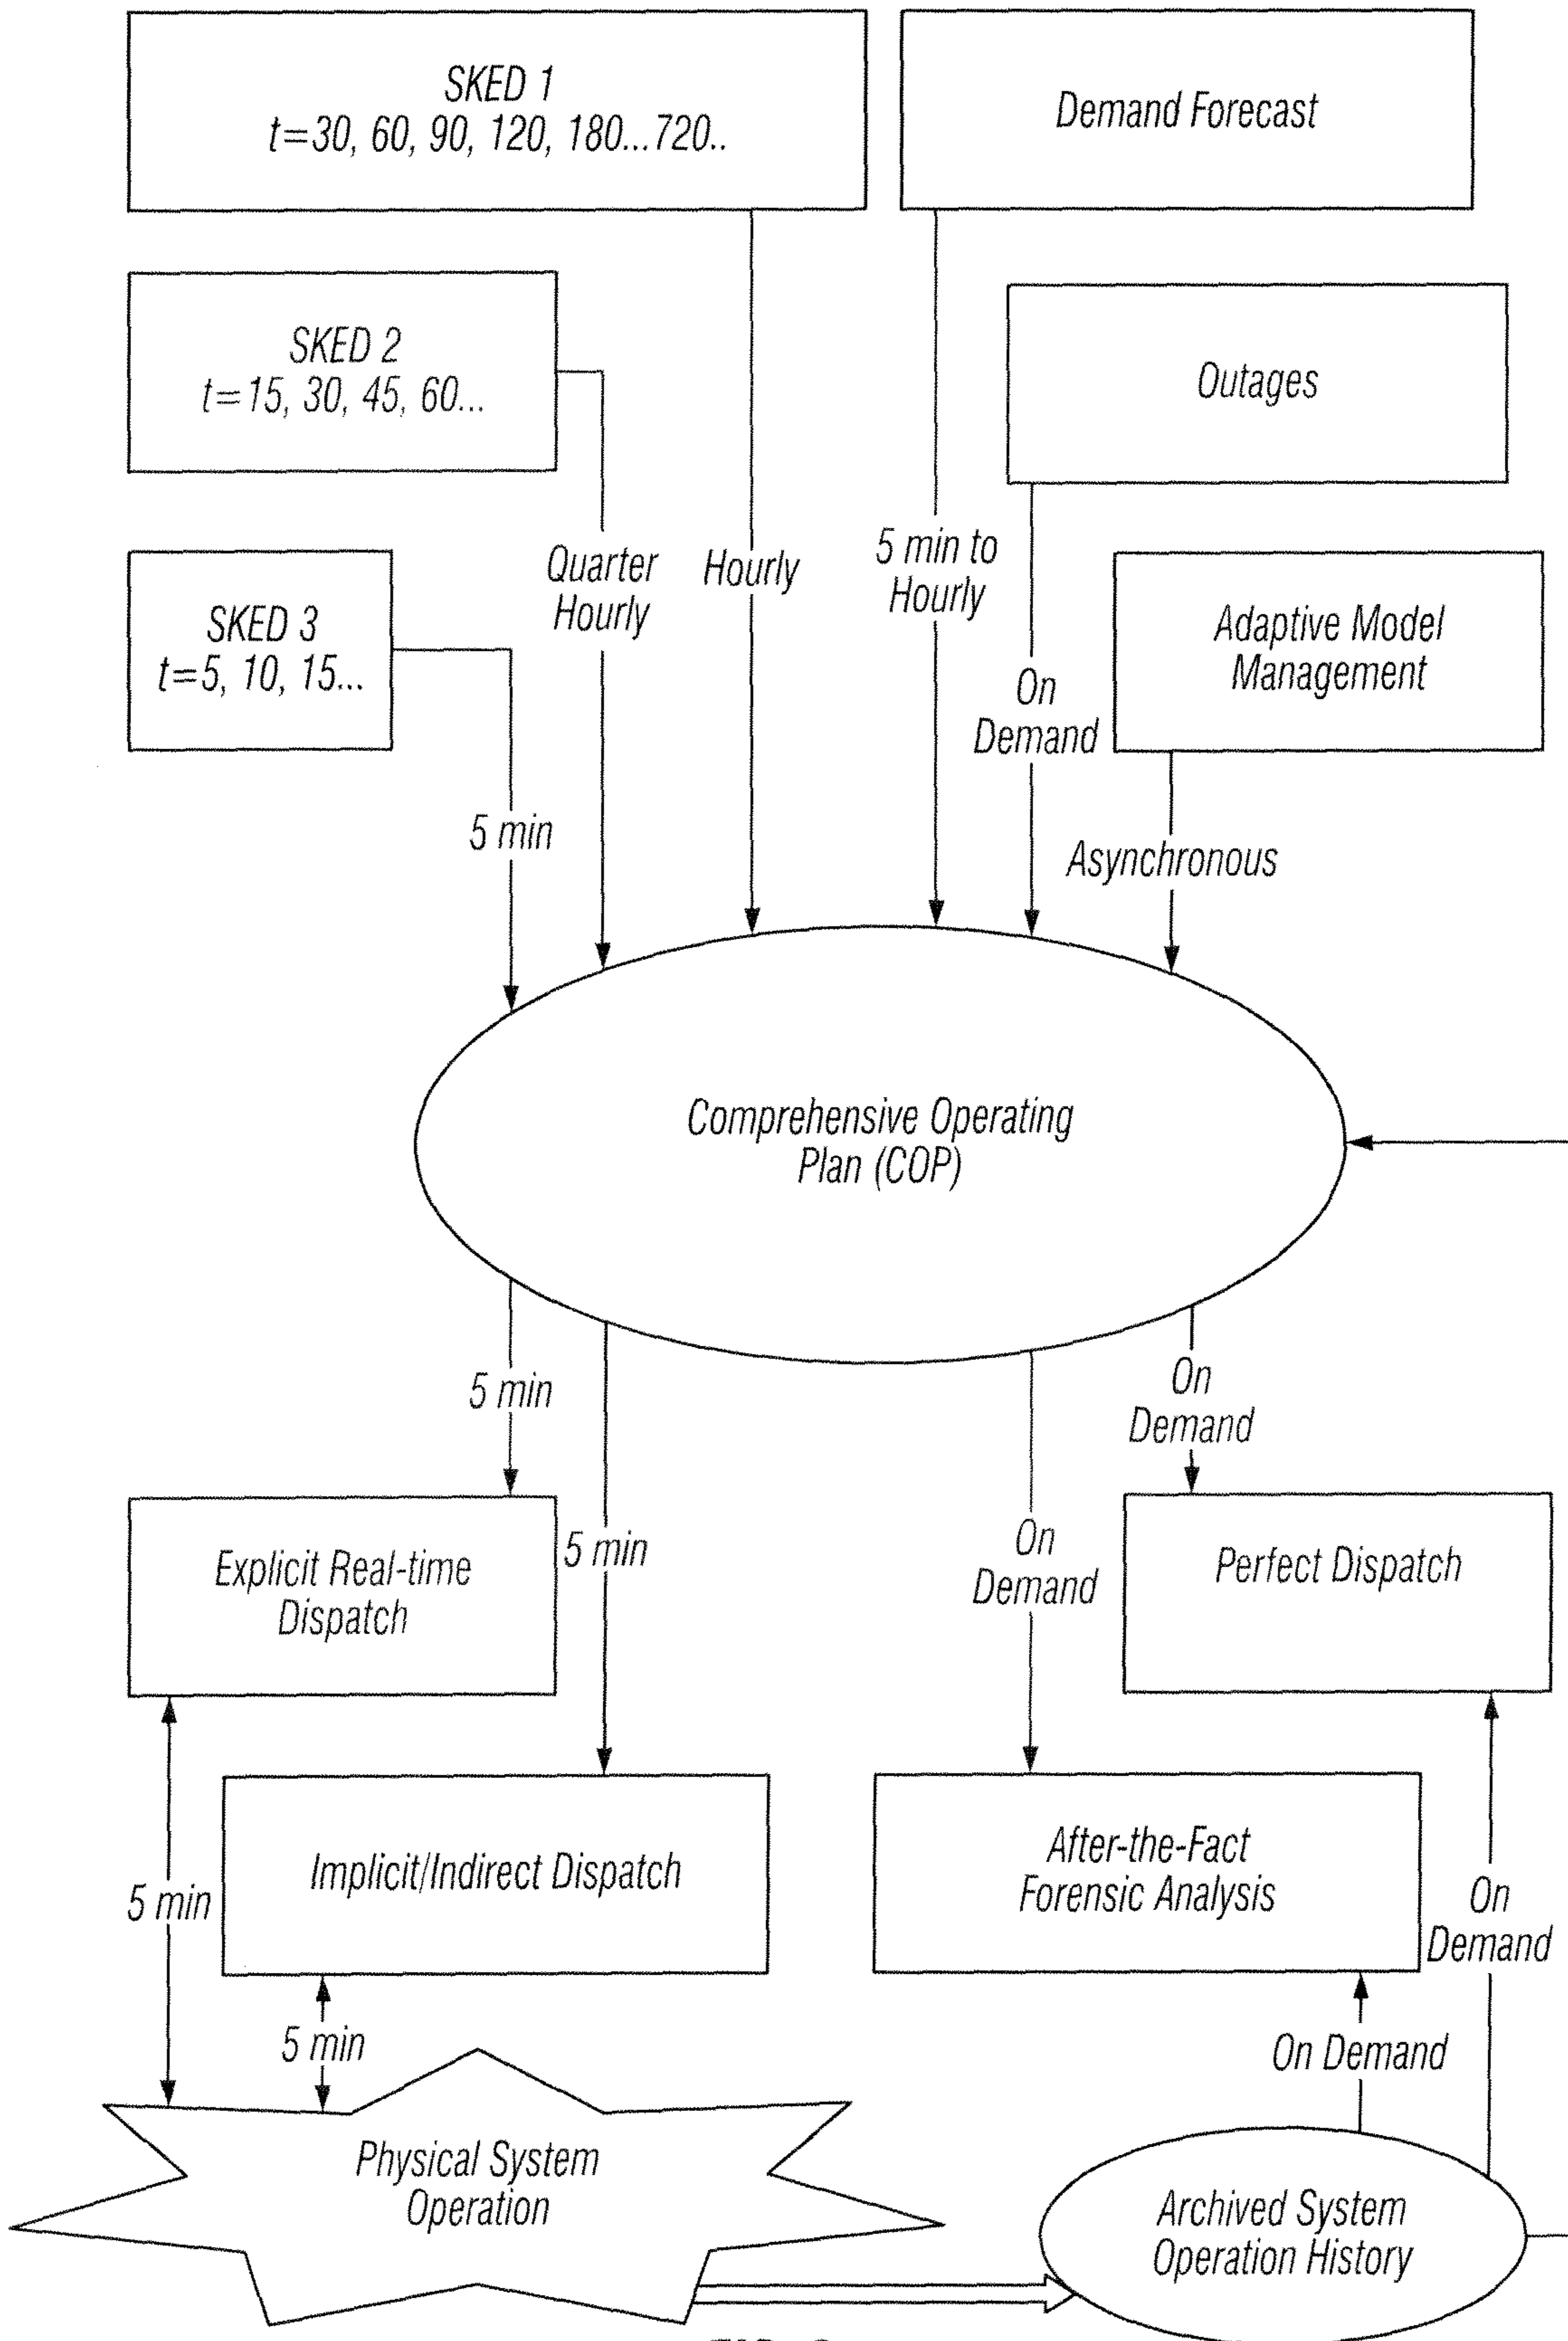 SKED 1
t=30, 60, 90, 120, 180...720..
Demand Forecast
SKED 2
t=15, 30, 45, 60...
Outages
SKED 3
t=5, 10, 15...
Quarter
Hourly
Hourly
5 min to
Hourly
On
Demand
Adaptive Model
Management
5 min
Asynchronous
Comprehensive Operating
Plan (COP)
5 min
On
Demand
Explicit Real-time
Dispatch
5 min
On
Demand
Perfect Dispatch
5 min
Implicit/Indirect Dispatch
After-the-Fact
Forensic Analysis
On
Demand
5 min
On Demand
Physical System
Operation
Archived System
Operation History